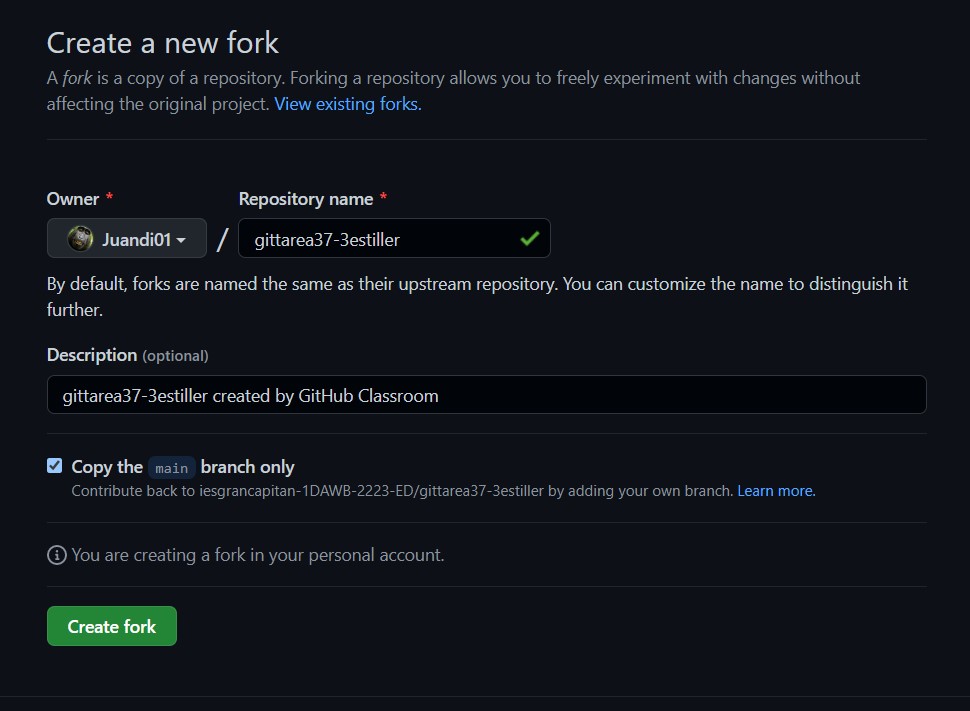 Create a new fork
A fork is a copy of a repository. Forking a repository allows you to freely experiment with changes without
affecting the original project. View existing forks.
Owner * Repository name *
Juandi01 / gittarea37-3estiller
By default, forks are named the same as their upstream repository. You can customize the name to distinguish it
further.
Description (optional)
gittarea37-3estiller created by GitHub Classroom
Copy the main branch only
Contribute back to iesgrancapitan-1DAWB-2223-ED/gittarea37-3estiller by adding your own branch. Learn more.
You are creating a fork in your personal account.
Create fork